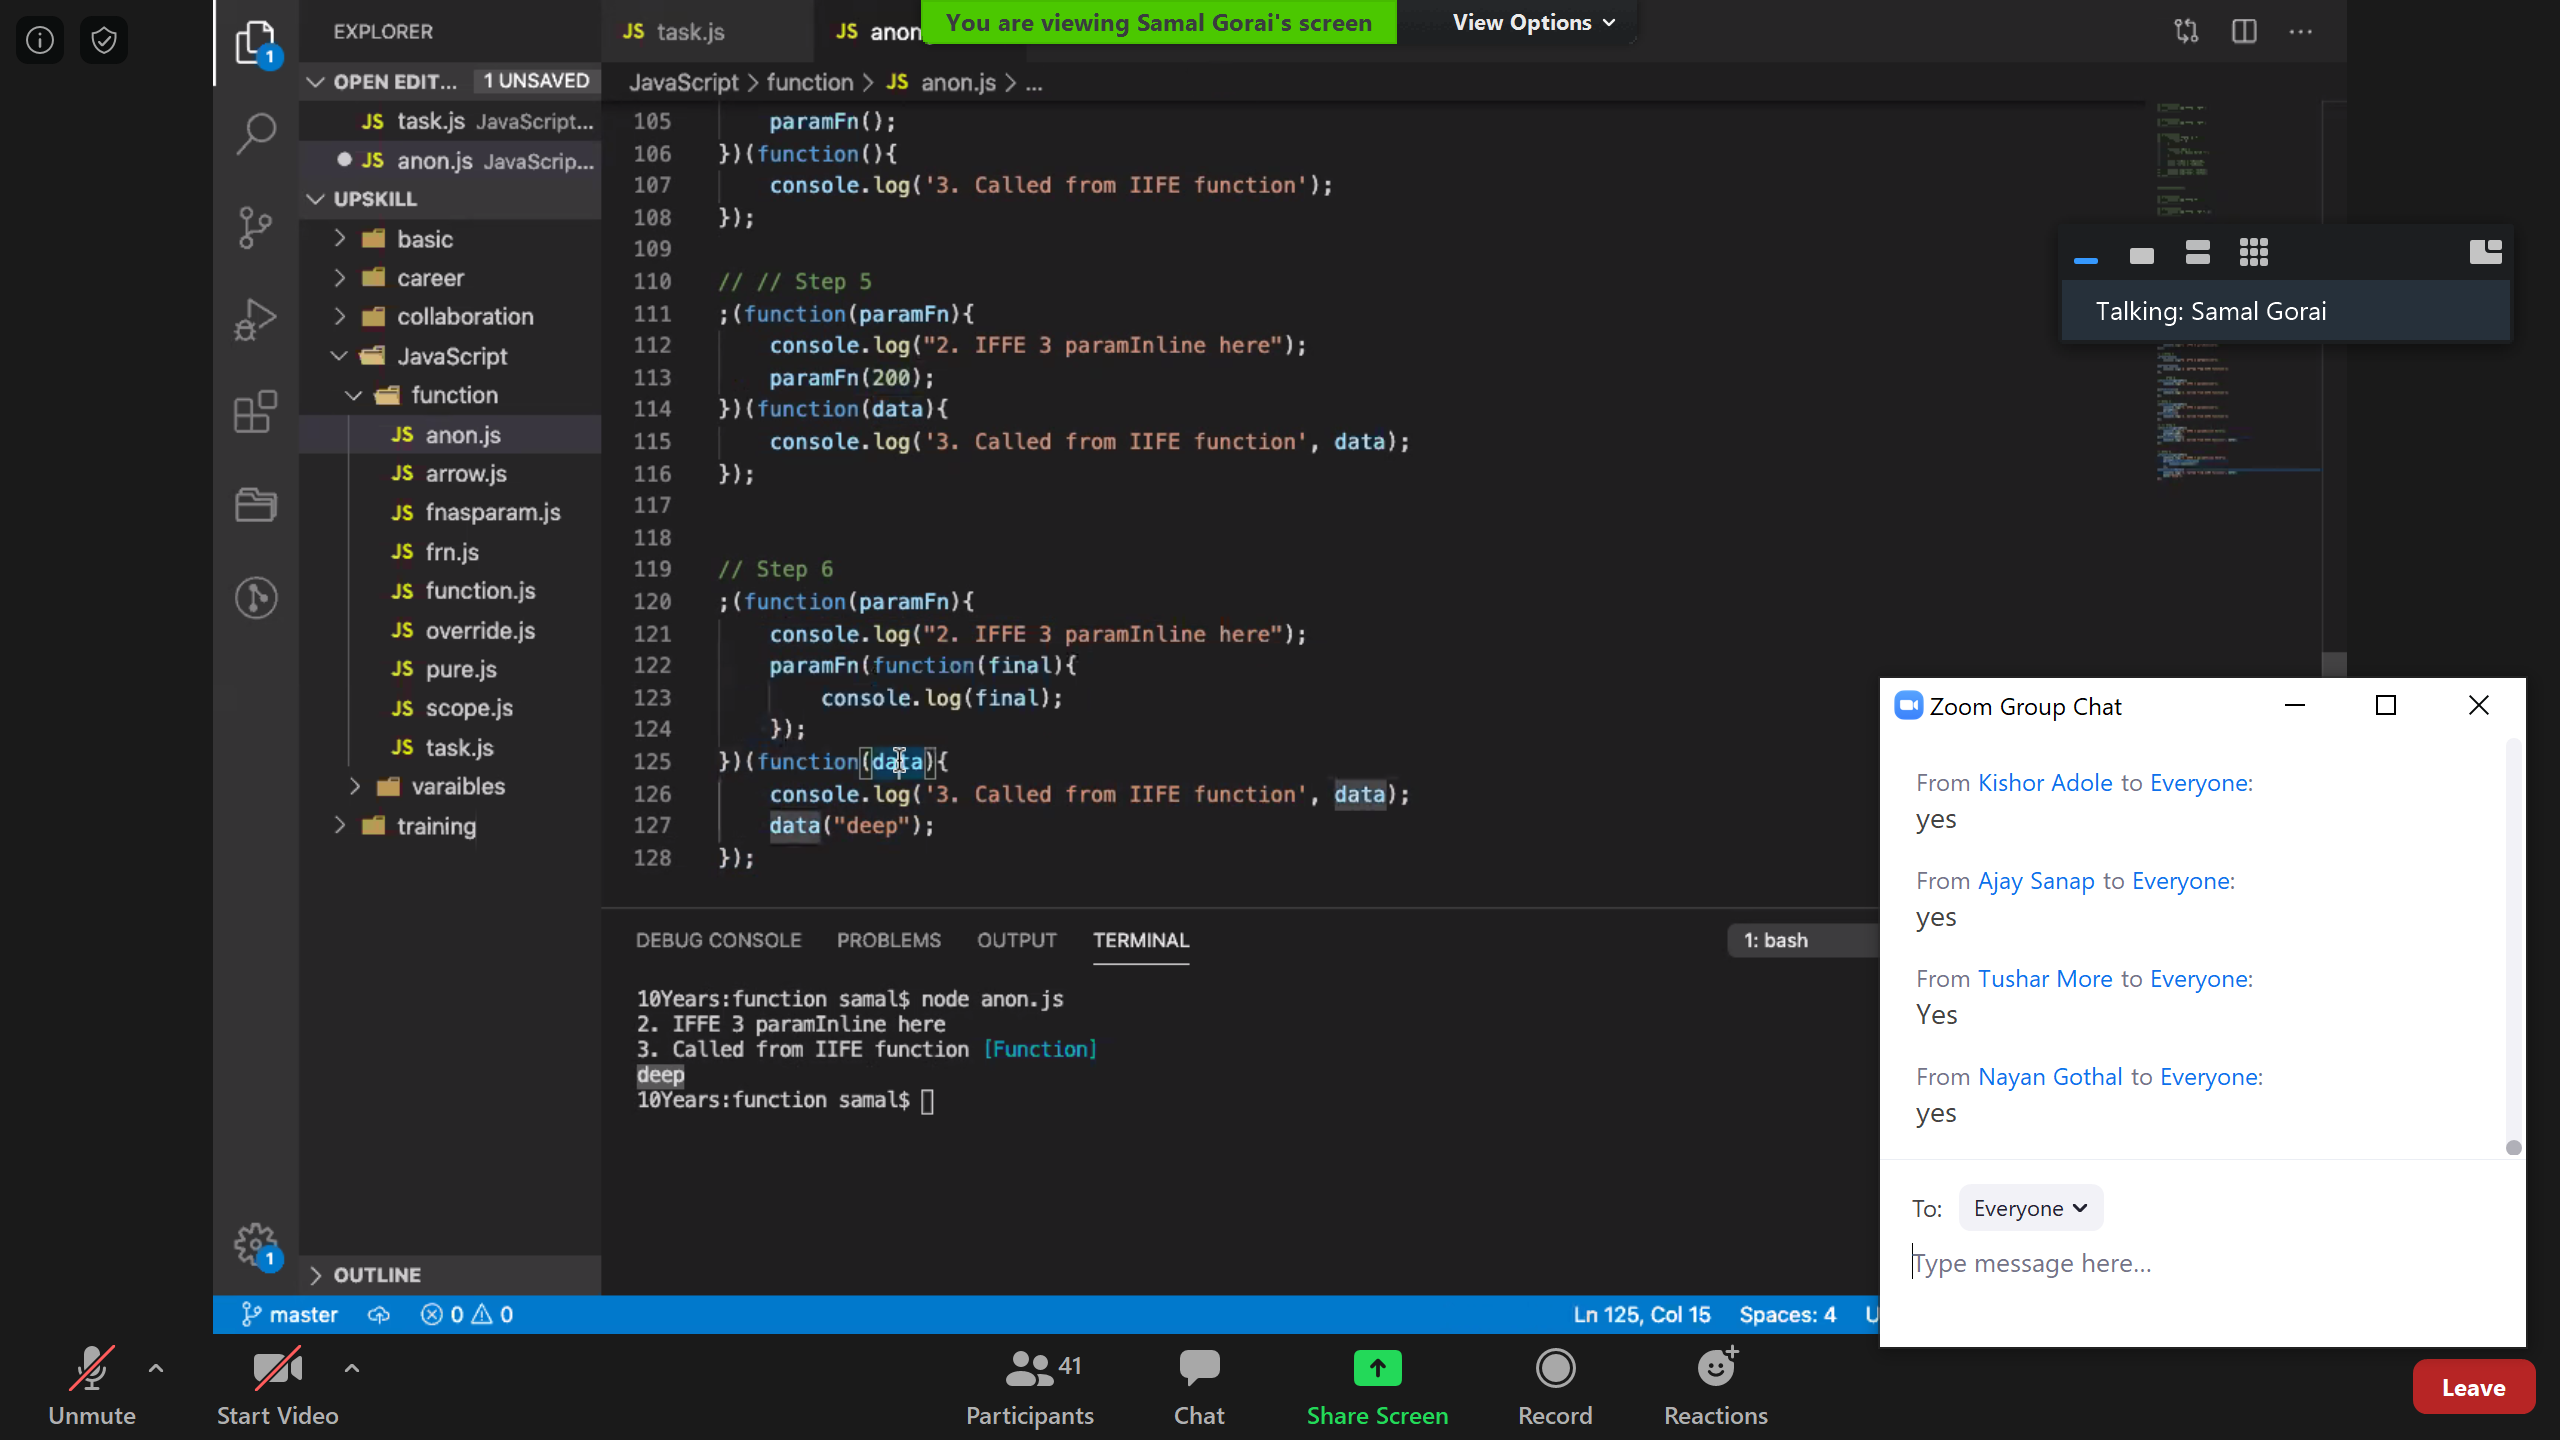 You are viewing Samal Gorai's screen
View Options
EXPLORER
OPEN EDIT... 1 UNSAVED
JS task.js JavaScript...
JS anon.js JavaScrip...
UPSKILL
basic
career
collaboration
JavaScript
function
JS anon.js
JS arrow.js
JS fnasparam.js
JS frn.js
JS function.js
JS override.js
JS pure.js
JS scope.js
JS task.js
varaibles
training
OUTLINE
1
1
JS task.js
JS anon
JavaScript > function > JS anon.js > ...
105 paramFn();
106 })(function(){
107 console.log('3. Called from IIFE function');
108 });
109
110 // // Step 5
111 ;(function(paramFn){
112 console.log("2. IFFE 3 paramInline here");
113 paramFn(200);
114 })(function(data){
115 console.log('3. Called from IIFE function', data);
116 });
117
118
119 // Step 6
120 ;(function(paramFn){
121 console.log("2. IFFE 3 paramInline here");
122 paramFn(function(final){
123 console.log(final);
124 });
125 })(function(data){
126 console.log('3. Called from IIFE function', data);
127 data("deep");
128 });
DEBUG CONSOLE PROBLEMS OUTPUT TERMINAL
1: bash
10Years:function samal$ node anon.js
2. IFFE 3 paramInline here
3. Called from IIFE function [Function]
deep
10Years:function samal$
master 0 0
Ln 125, Col 15 Spaces: 4 U
Talking: Samal Gorai
Zoom Group Chat
From Kishor Adole to Everyone:
yes
From Ajay Sanap to Everyone:
yes
From Tushar More to Everyone:
Yes
From Nayan Gothal to Everyone:
yes
To: Everyone
Type message here...
Unmute
Start Video
41
Participants
Chat
Share Screen
Record
Reactions
Leave